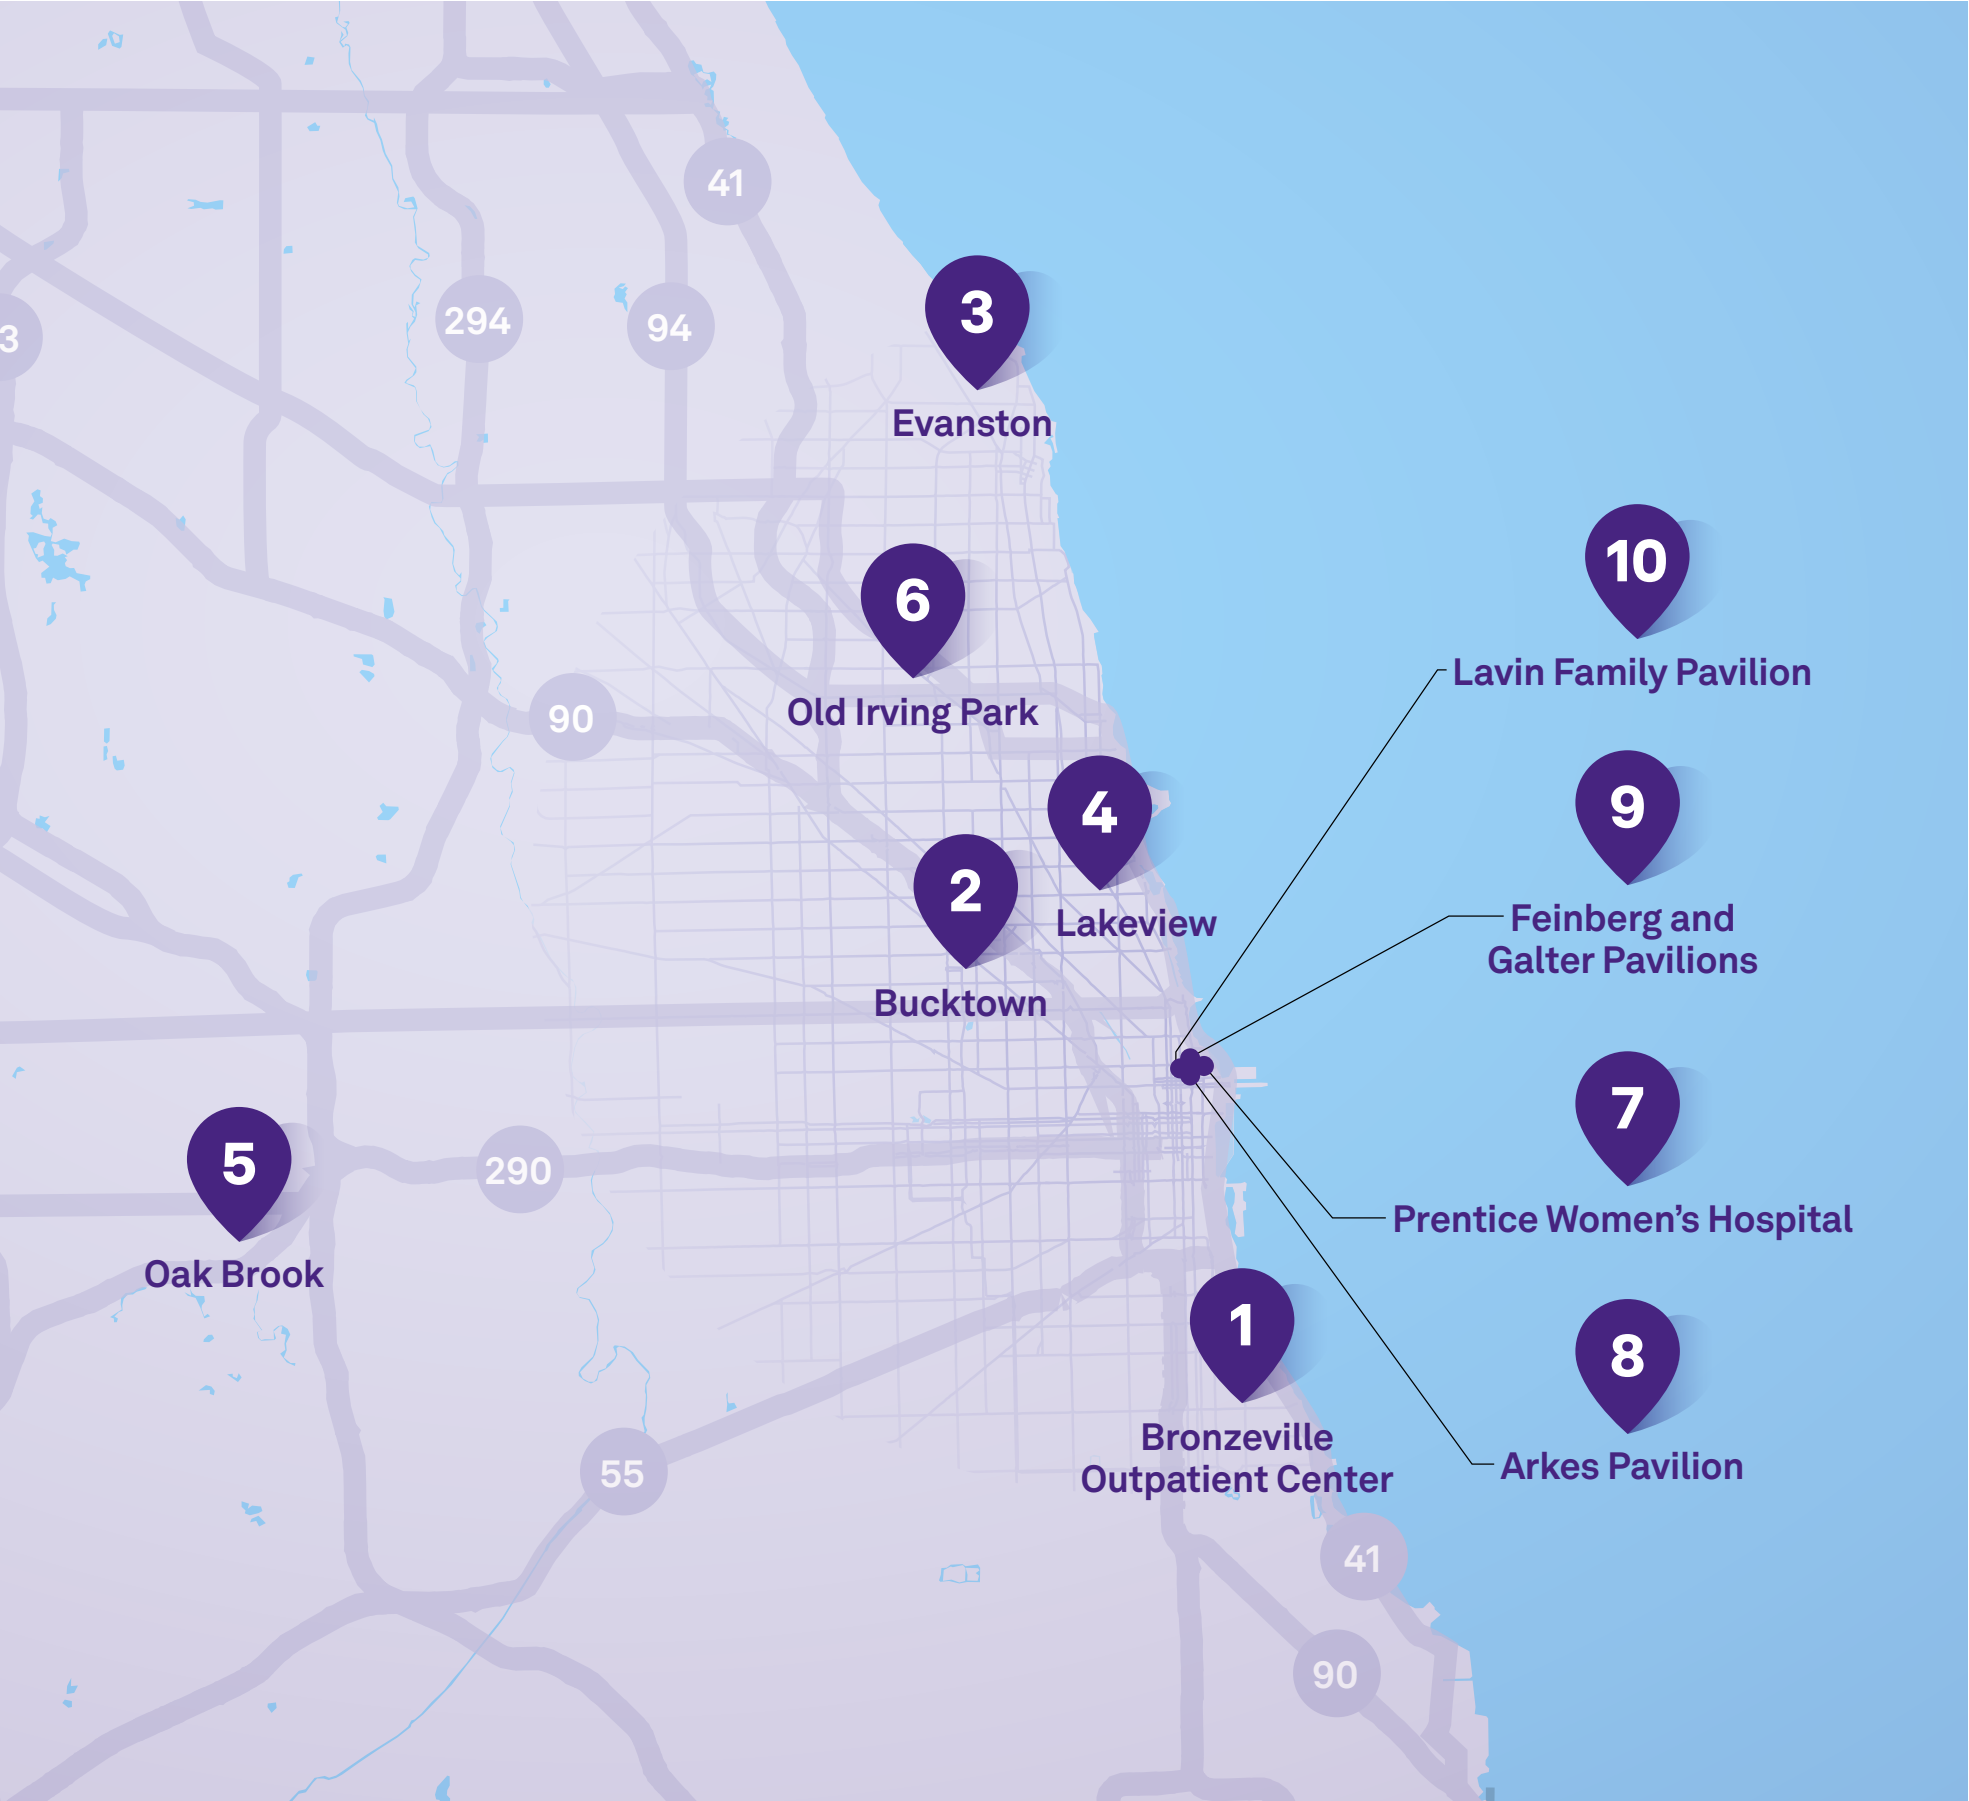 41
3
294
94
3
Evanston
10
Lavin Family Pavilion
6
Old Irving Park
90
4
Lakeview
9
Feinberg and
Galter Pavilions
2
Bucktown
5
Oak Brook
290
7
Prentice Women’s Hospital
1
Bronzeville
Outpatient Center
8
Arkes Pavilion
55
41
90